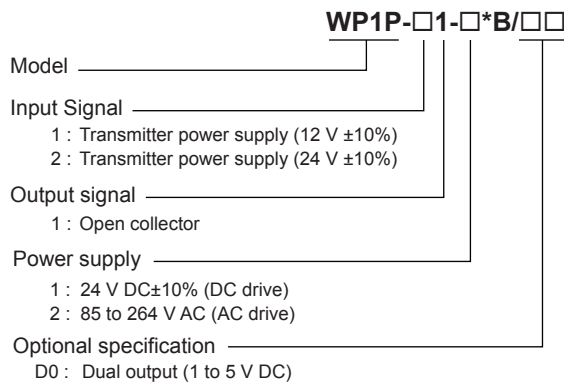 WP1P-□1-□*B/□□
Model
Input Signal
1 : Transmitter power supply (12 V ±10%)
2 : Transmitter power supply (24 V ±10%)
Output signal
1 : Open collector
Power supply
1 : 24 V DC±10% (DC drive)
2 : 85 to 264 V AC (AC drive)
Optional specification
D0 : Dual output (1 to 5 V DC)